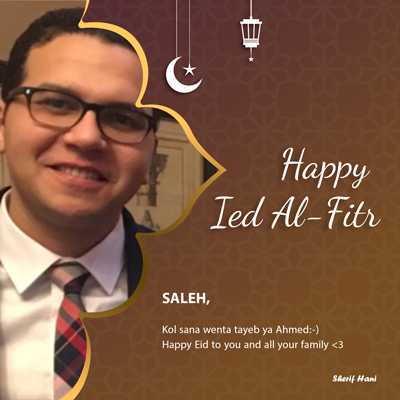 Happy
Ied Al-Fitr
SALEH,
Kol sana wenta tayeb ya Ahmed:-)
Happy Eid to you and all your family <3
Sherif Hani